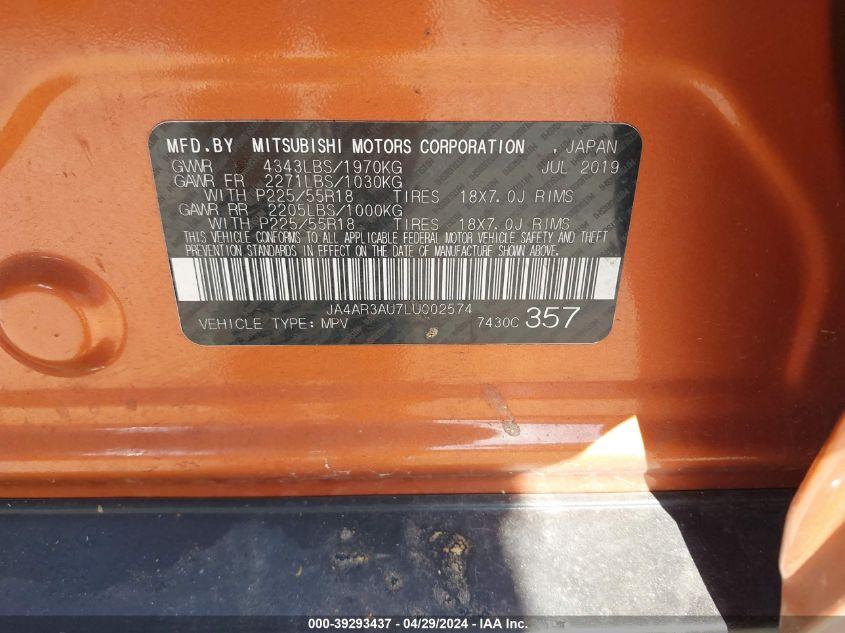 MFD.BY MITSUBISHI MOTORS CORPORATION , JAPAN
GVWR 4343LBS/1970KG JUL 2019
GAWR FR 2271LBS/1030KG
WITH P225/55R18 TIRES 18X7.0J RIMS
GAWR RR 2205LBS/1000KG
WITH P225/55R18 TIRES 18X7.0J RIMS
THIS VEHICLE CONFORMS TO ALL APPLICABLE FEDERAL MOTOR VEHICLE SAFETY AND THEFT
PREVENTION STANDARDS IN EFFECT ON THE DATE OF MANUFACTURE SHOWN ABOVE.
JA4AR3AU7LU002574
VEHICLE TYPE: MPV 7430C 357
000-39293437 - 04/29/2024 - IAAI Inc.